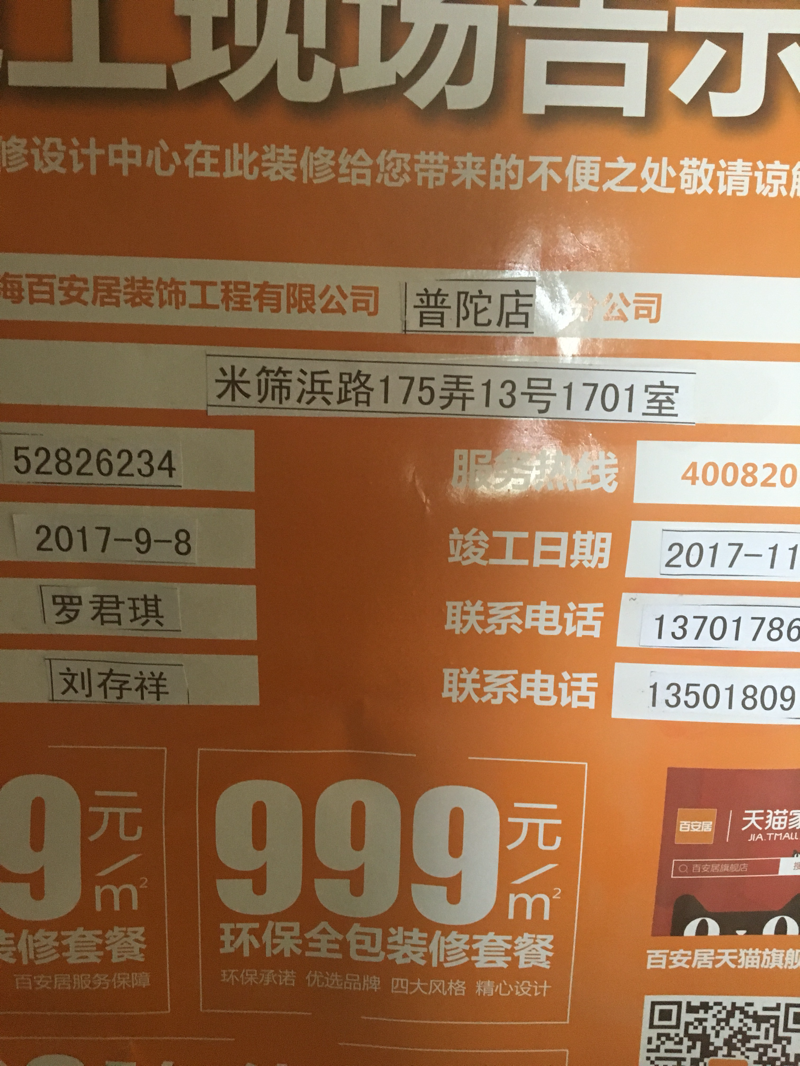 工现场告示
修设计中心在此装修给您带来的不便之处敬请谅解
海百安居装饰工程有限公司 普陀店 分公司
米筛浜路175弄13号1701室
52826234 服务热线 400820
2017-9-8 竣工日期 2017-11
罗君琪 联系电话 13701786
刘存祥 联系电话 13501809
9元/m²
装修套餐
百安居服务保障
999元/m²
环保全包装修套餐
环保承诺 优选品牌 四大风格 精心设计
百安居 天猫家
JIA.TMALL
百安居旗舰店
百安居天猫旗舰